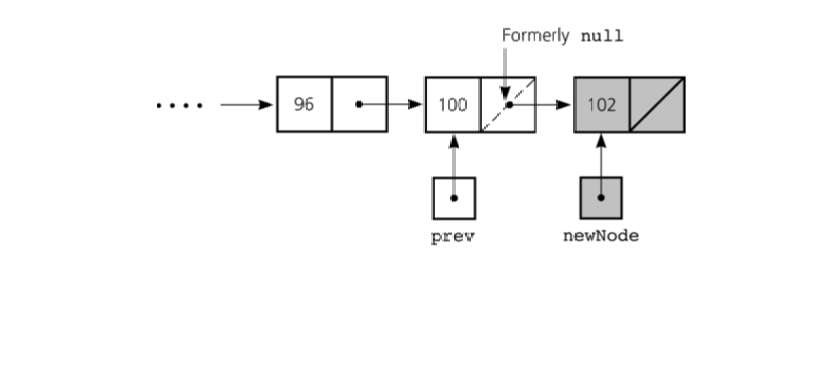 Formerly null
.... 96 100 102
prev newNode